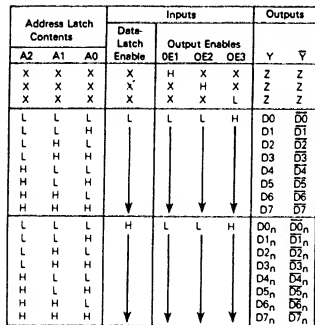 Address Latch Contents Inputs Outputs
Data-Latch Enable Output Enables
A2 A1 A0 0E1 OE2 OE3 Y Y̅
X X X X H X X Z Z
X X X X X H X Z Z
X X X X X X L Z Z
L L L L L L H D0 D̅0̅
L L H D1 D̅1̅
L H L D2 D̅2̅
L H H D3 D̅3̅
H L L D4 D̅4̅
H L H D5 D̅5̅
H H L D6 D̅6̅
H H H D7 D̅7̅
L L L H L L H D0n D̅0̅n
L L H D1n D̅1̅n
L H L D2n D̅2̅n
L H H D3n D̅3̅n
H L L D4n D̅4̅n
H L H D5n D̅5̅n
H H L D6n D̅6̅n
H H H D7n D̅7̅n